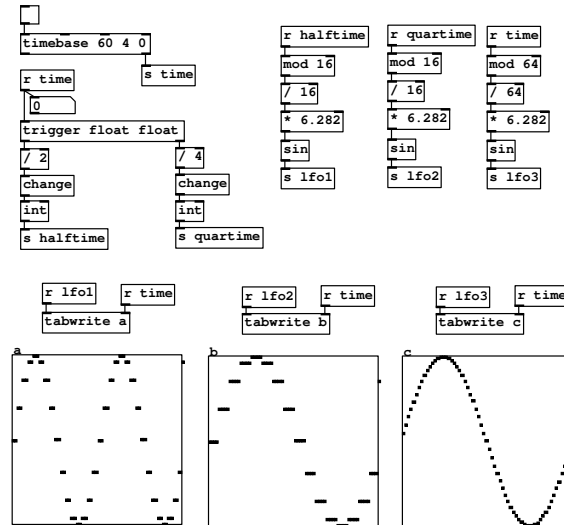 timebase 60 4 0
s time
r time
0
trigger float float
/ 2
/ 4
change
change
int
int
s halftime
s quartime
r halftime
mod 16
/ 16
* 6.282
sin
s lfo1
r quartime
mod 16
/ 16
* 6.282
sin
s lfo2
r time
mod 64
/ 64
* 6.282
sin
s lfo3
r lfo1
r time
tabwrite a
a
r lfo2
r time
tabwrite b
b
r lfo3
r time
tabwrite c
c